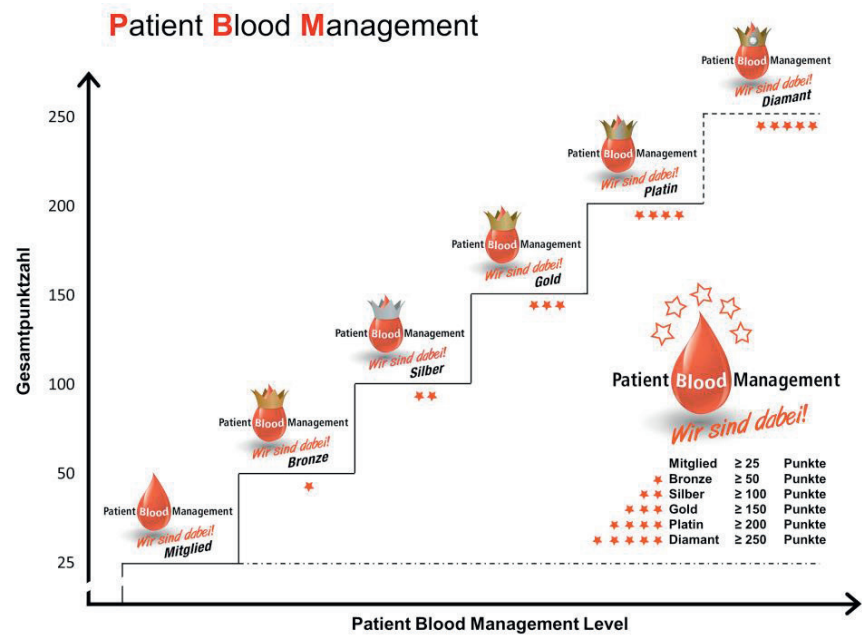 Patient Blood Management
Gesamtpunktzahl
250
200
150
100
50
25
Patient Blood Management
Wir sind dabei!
Diamant
Patient Blood Management
Wir sind dabei!
Platin
Patient Blood Management
Wir sind dabei!
Gold
Patient Blood Management
Wir sind dabei!
Silber
Patient Blood Management
Wir sind dabei!
Bronze
Patient Blood Management
Wir sind dabei!
Mitglied
Patient Blood Management
Wir sind dabei!
Mitglied ≥ 25 Punkte
Bronze ≥ 50 Punkte
Silber ≥ 100 Punkte
Gold ≥ 150 Punkte
Platin ≥ 200 Punkte
Diamant ≥ 250 Punkte
Patient Blood Management Level